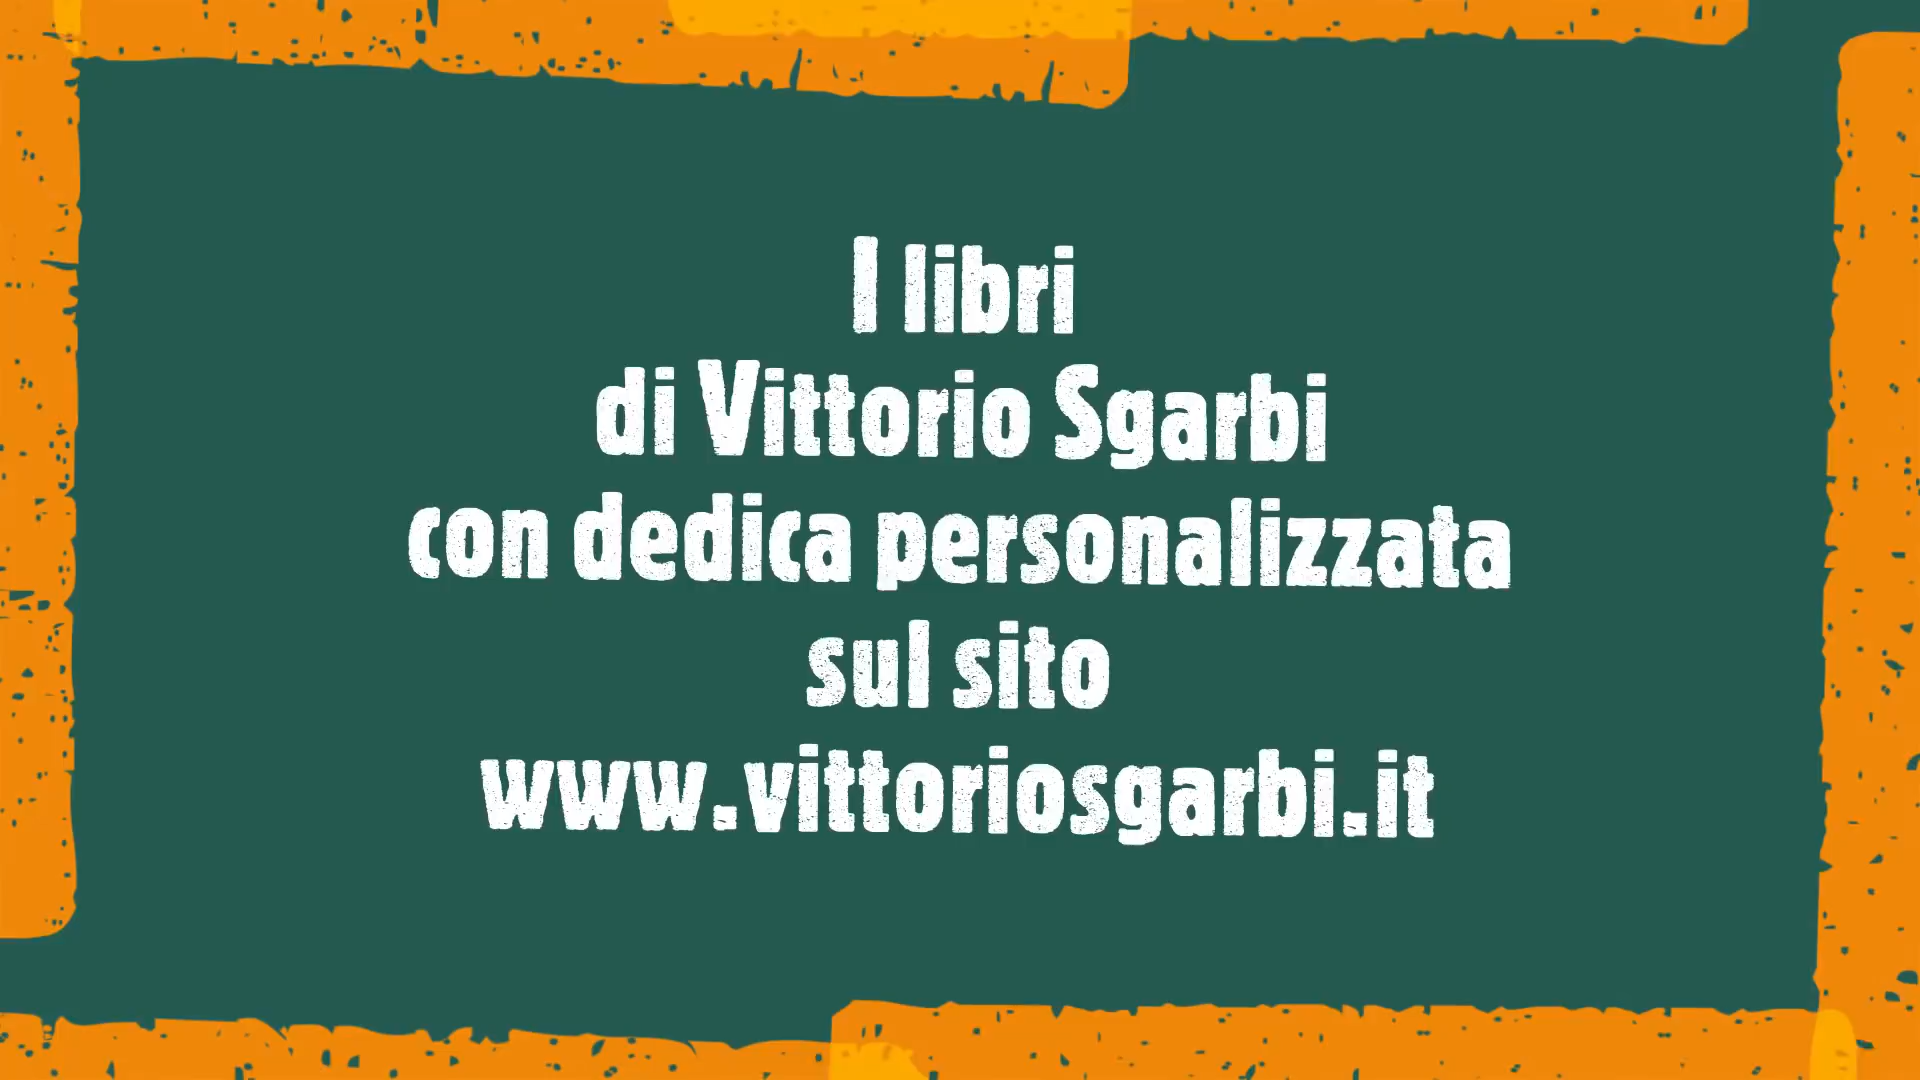 I libri
di Vittorio Sgarbi
con dedica personalizzata
sul sito
www.vittoriosgarbi.it